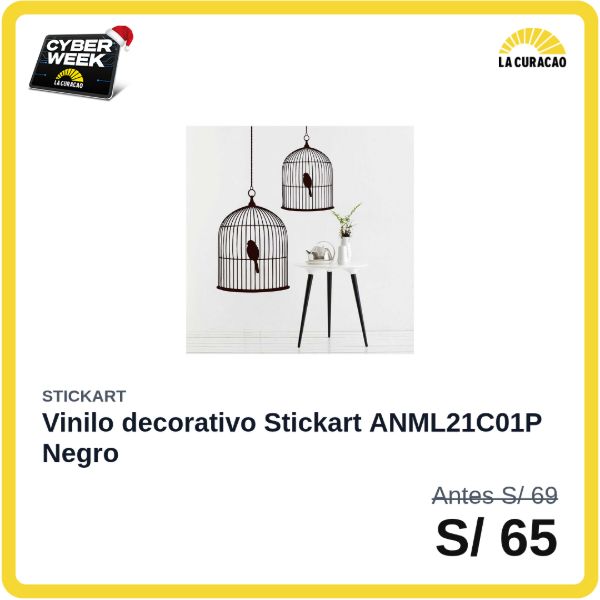 CYBER
WEEK
LA CURACAO
LA CURACAO
STICKART
Vinilo decorativo Stickart ANML21C01P
Negro
Antes S/ 69
S/ 65